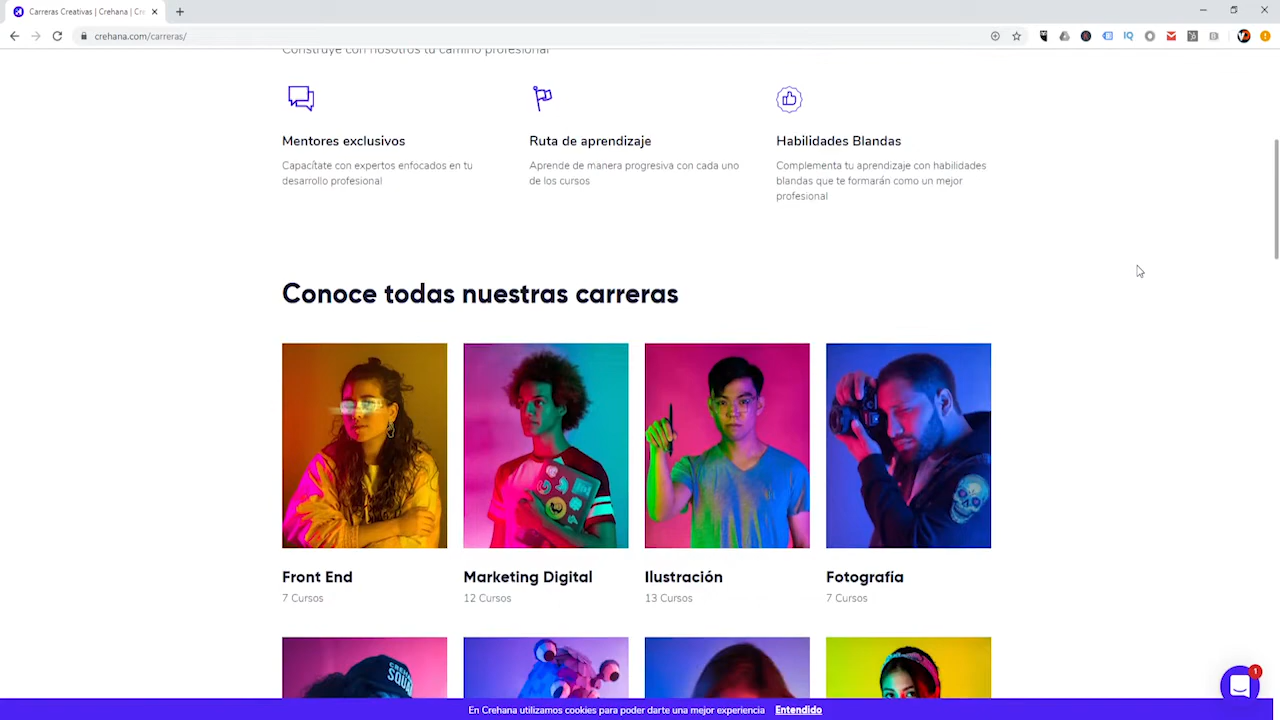 Carreras Creativas | Crehana | Cr
crehana.com/carreras/
IQ
Construye con nosotros tu camino profesional
Mentores exclusivos
Capacítate con expertos enfocados en tu
desarrollo profesional
Ruta de aprendizaje
Aprende de manera progresiva con cada uno
de los cursos
Habilidades Blandas
Complementa tu aprendizaje con habilidades
blandas que te formarán como un mejor
profesional
Conoce todas nuestras carreras
Front End
7 Cursos
Marketing Digital
12 Cursos
Ilustración
13 Cursos
Fotografía
7 Cursos
SQUAD
1
En Crehana utilizamos cookies para poder darte una mejor experiencia Entendido